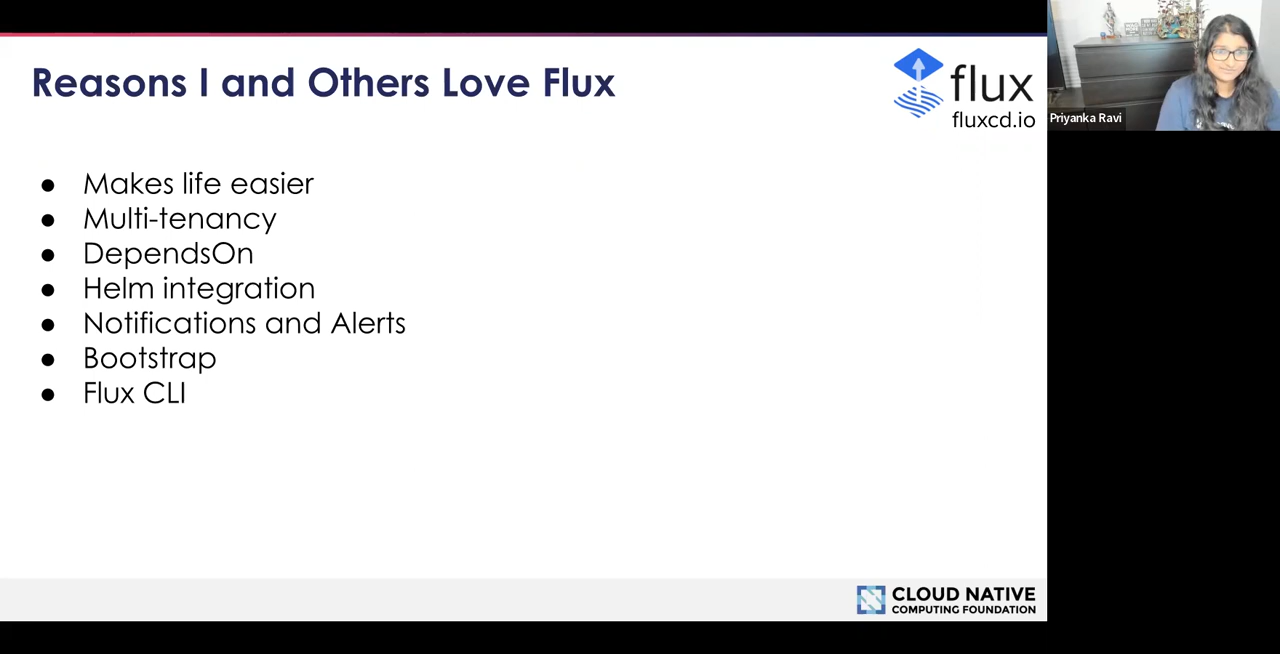 Reasons I and Others Love Flux
flux
fluxcd.io
Priyanka Ravi
● Makes life easier
● Multi-tenancy
● DependsOn
● Helm integration
● Notifications and Alerts
● Bootstrap
● Flux CLI
CLOUD NATIVE
COMPUTING FOUNDATION